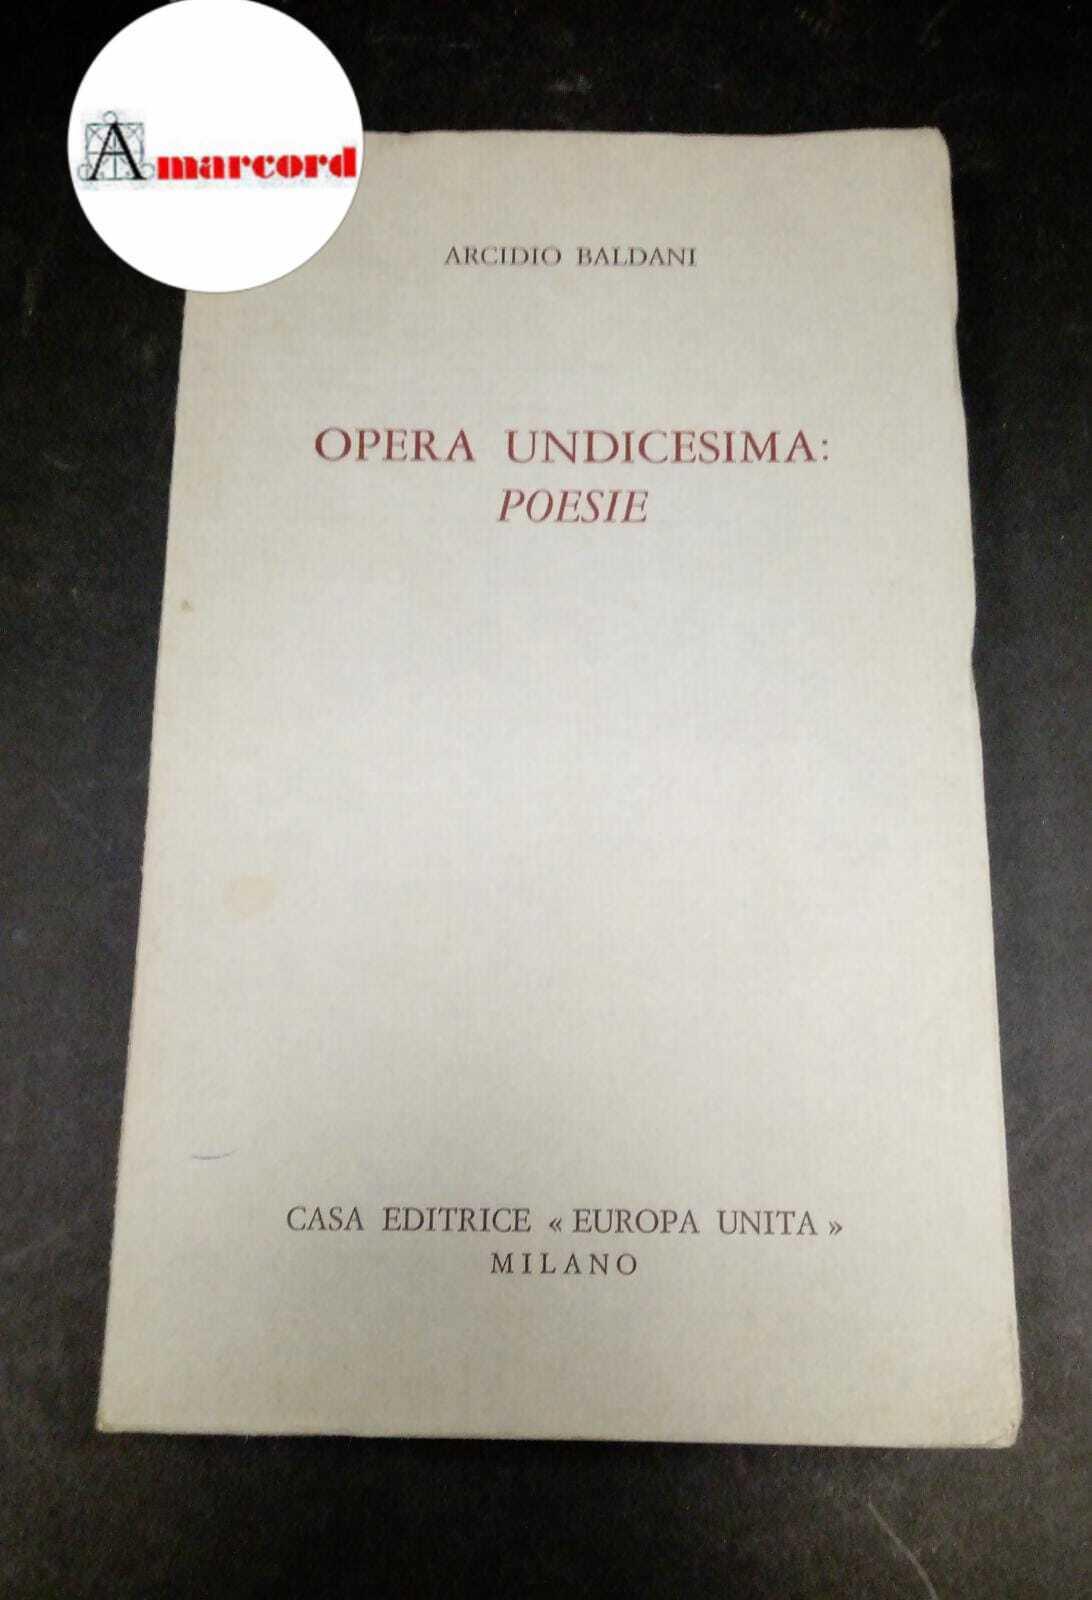 Amarcord
ARCIDIO BALDANI
OPERA UNDICESIMA:
POESIE
CASA EDITRICE « EUROPA UNITA »
MILANO